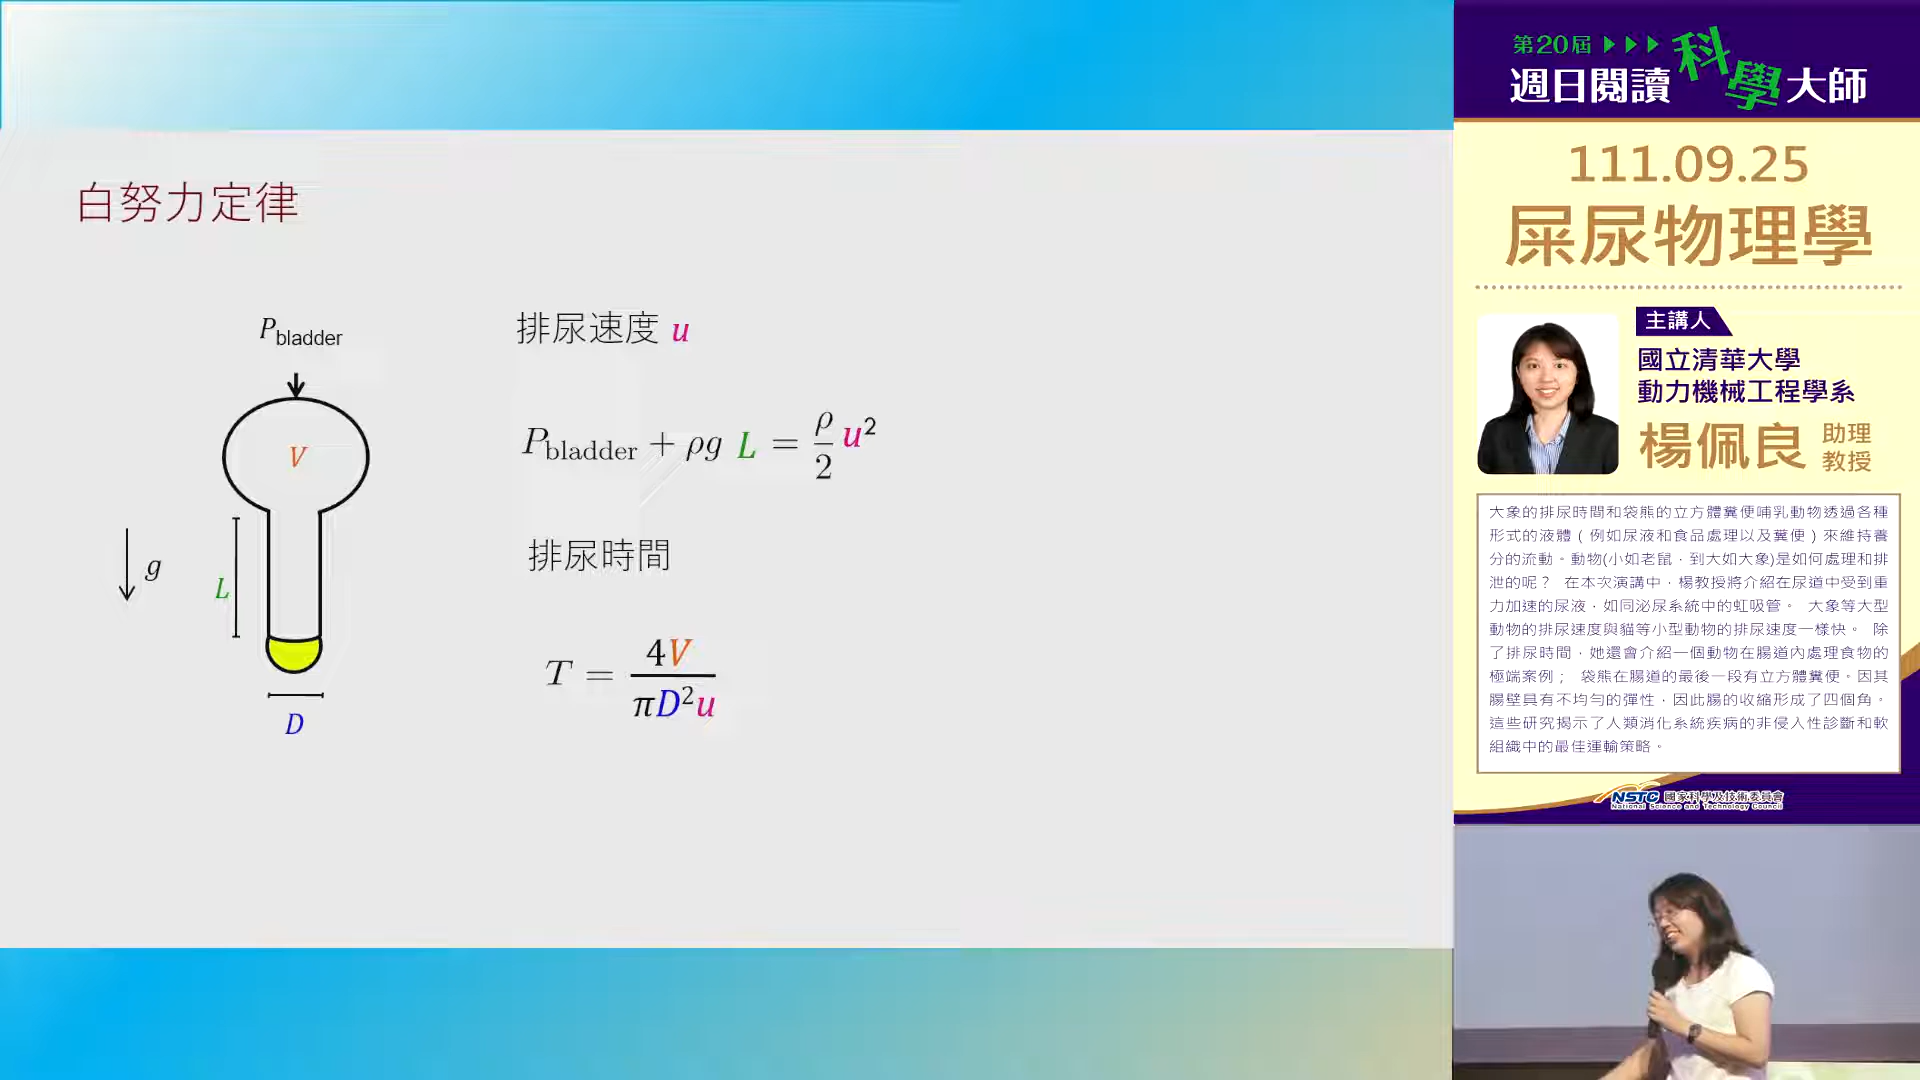 白努力定律
P_bladder
V
g
L
D
排尿速度 u
P_bladder + ρg L = ρ/2 u²
排尿時間
T = 4V/πD²u
第20屆
週日閱讀科學大師
111.09.25
屎尿物理學
主講人
國立清華大學
動力機械工程學系
楊佩良 助理教授
大象的排尿時間和袋熊的立方體糞便哺乳動物透過各種
形式的液體（例如尿液和食品處理以及糞便）來維持養
分的流動。動物(小如老鼠，到大如大象)是如何處理和排
泄的呢？ 在本次演講中，楊教授將介紹在尿道中受到重
力加速的尿液，如同泌尿系統中的虹吸管。 大象等大型
動物的排尿速度與貓等小型動物的排尿速度一樣快。 除
了排尿時間，她還會介紹一個動物在腸道內處理食物的
極端案例； 袋熊在腸道的最後一段有立方體糞便。因其
腸壁具有不均勻的彈性，因此腸的收縮形成了四個角。
這些研究揭示了人類消化系統疾病的非侵入性診斷和軟
組織中的最佳運輸策略。
NSTC 國家科學及技術委員會
National Science and Technology Council